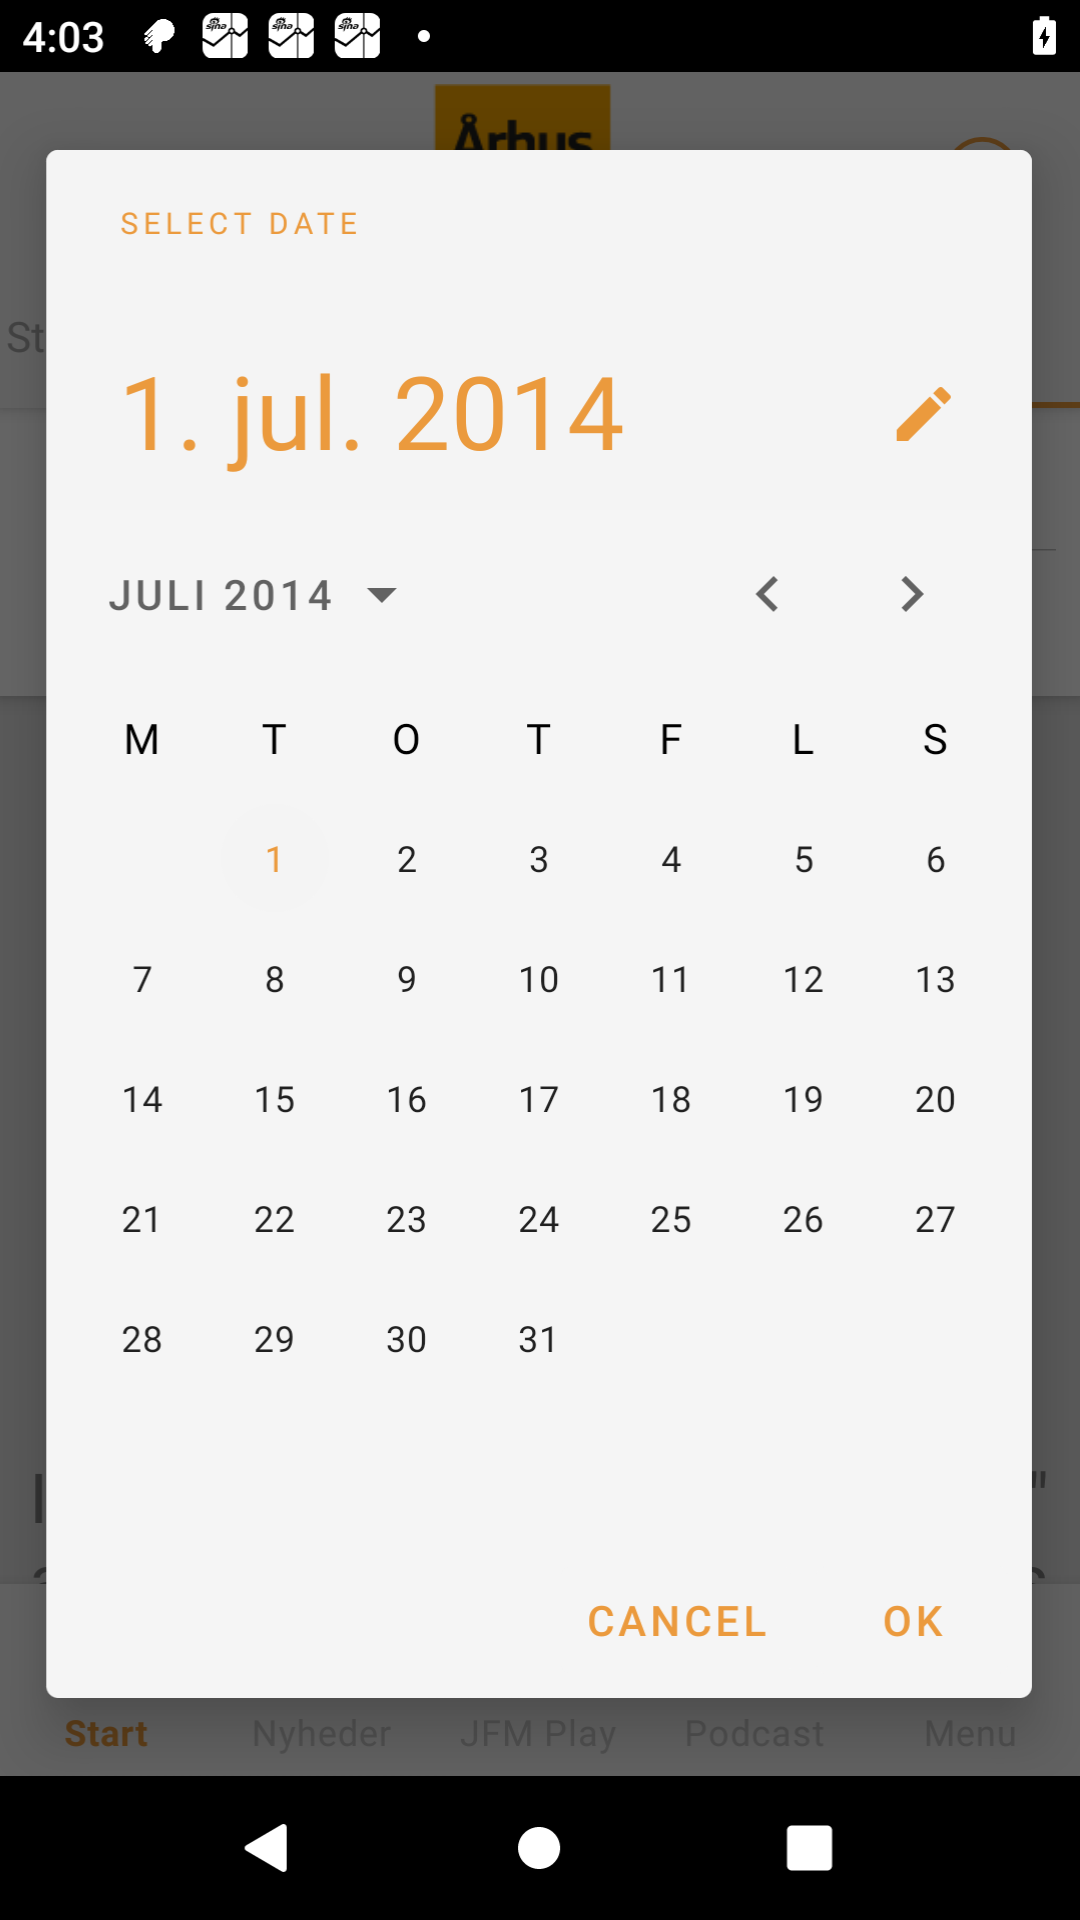 4:03
Århus
SELECT DATE
St
1. jul. 2014
JULI 2014
M T O T F L S
1 2 3 4 5 6
7 8 9 10 11 12 13
14 15 16 17 18 19 20
21 22 23 24 25 26 27
28 29 30 31
CANCEL OK
Start Nyheder JFM Play Podcast Menu